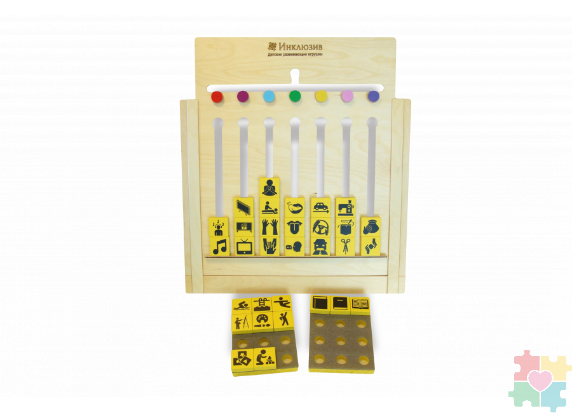 Инклюзив
Детские развивающие игрушки